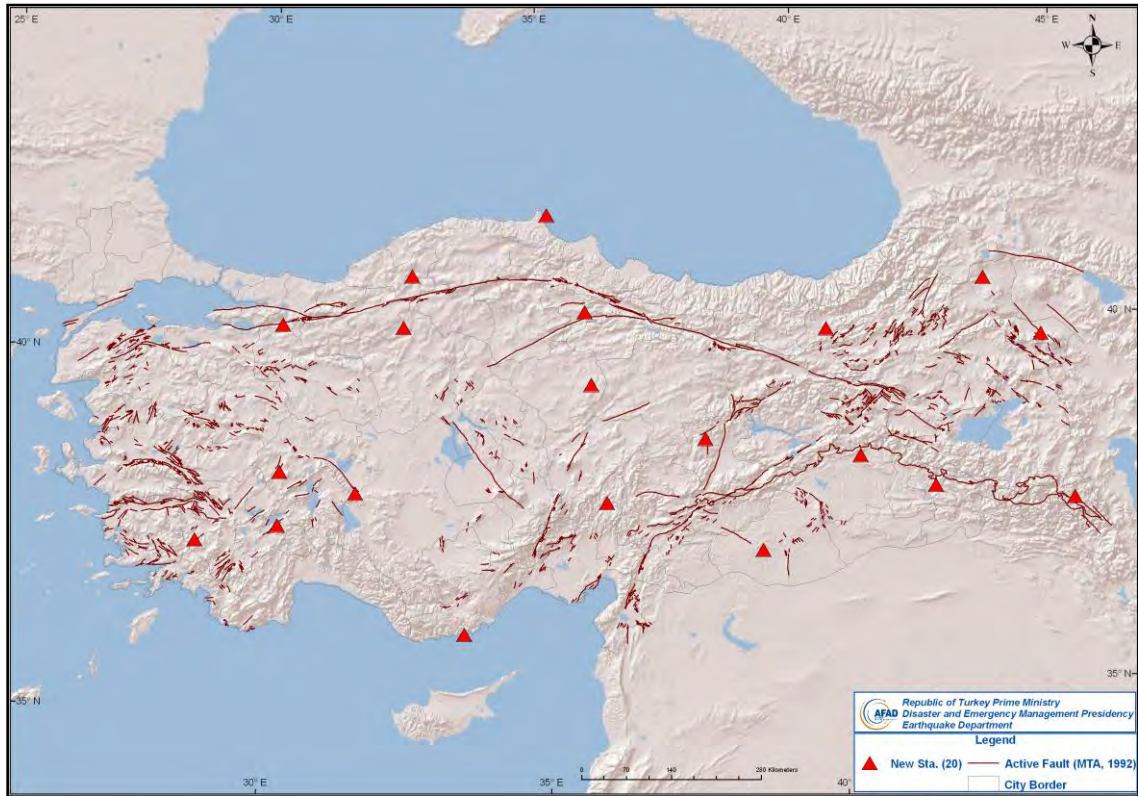 25° E 30° E 35° E 40° E 45° E
N
W E
S
40° N 40° N
35° N 35° N
30° E 35° E 40°
0 70 140 280 Kilometers
AFAD
Republic of Turkey Prime Ministry
Disaster and Emergency Management Presidency
Earthquake Department
Legend
New Sta. (20) Active Fault (MTA, 1992)
City Border